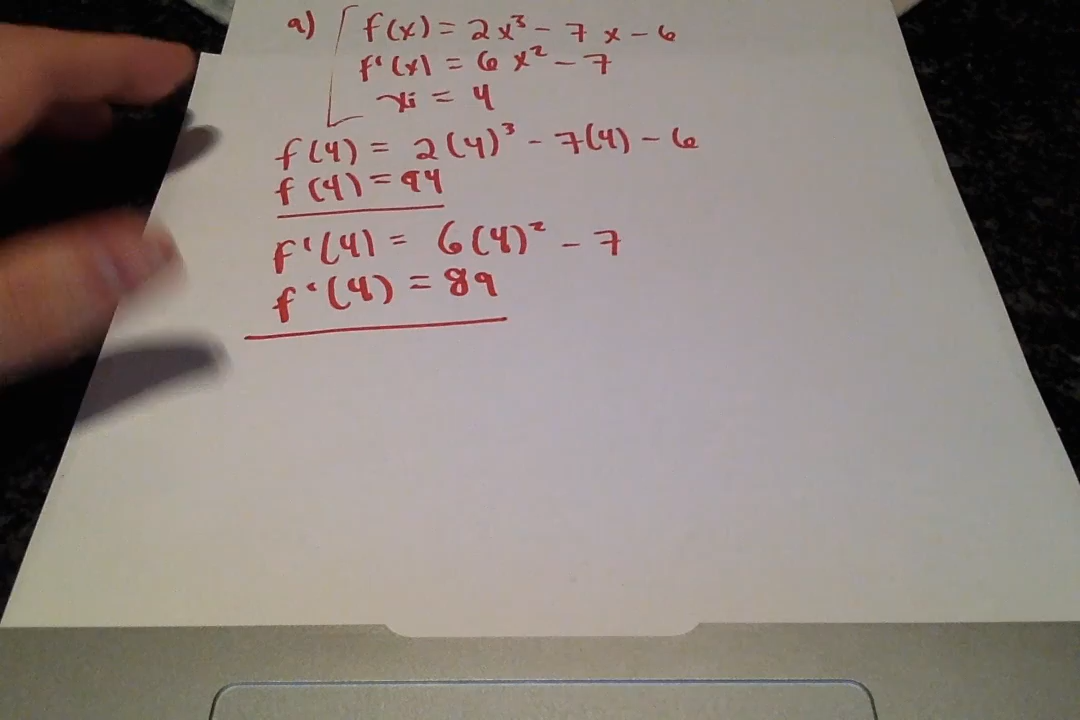 a) f(x) = 2x³ - 7x - 6
f'(x) = 6x² - 7
xi = 4
f(4) = 2(4)³ - 7(4) - 6
f(4) = 94
f'(4) = 6(4)² - 7
f'(4) = 89